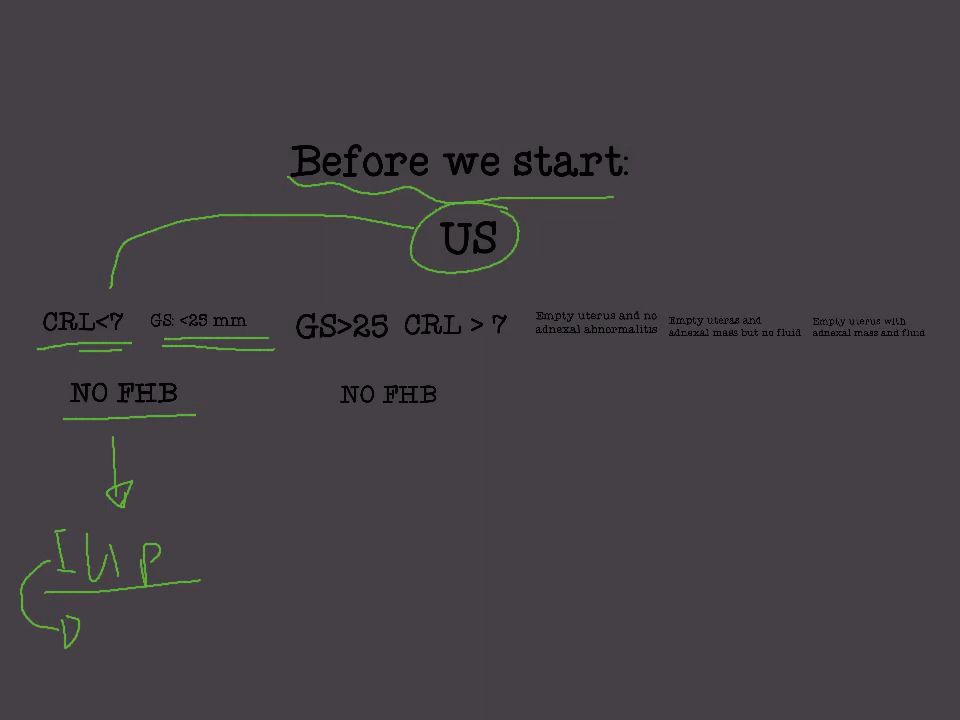 Before we start:
US
CRL<7
GS: <25 mm
GS>25 CRL > 7
Empty uterus and no
adnexal abnormalitis
Empty uteras and
adnexal mass but no fluid
Empty uterus with
adnexal mass and fluid
NO FHB
NO FHB
IUP